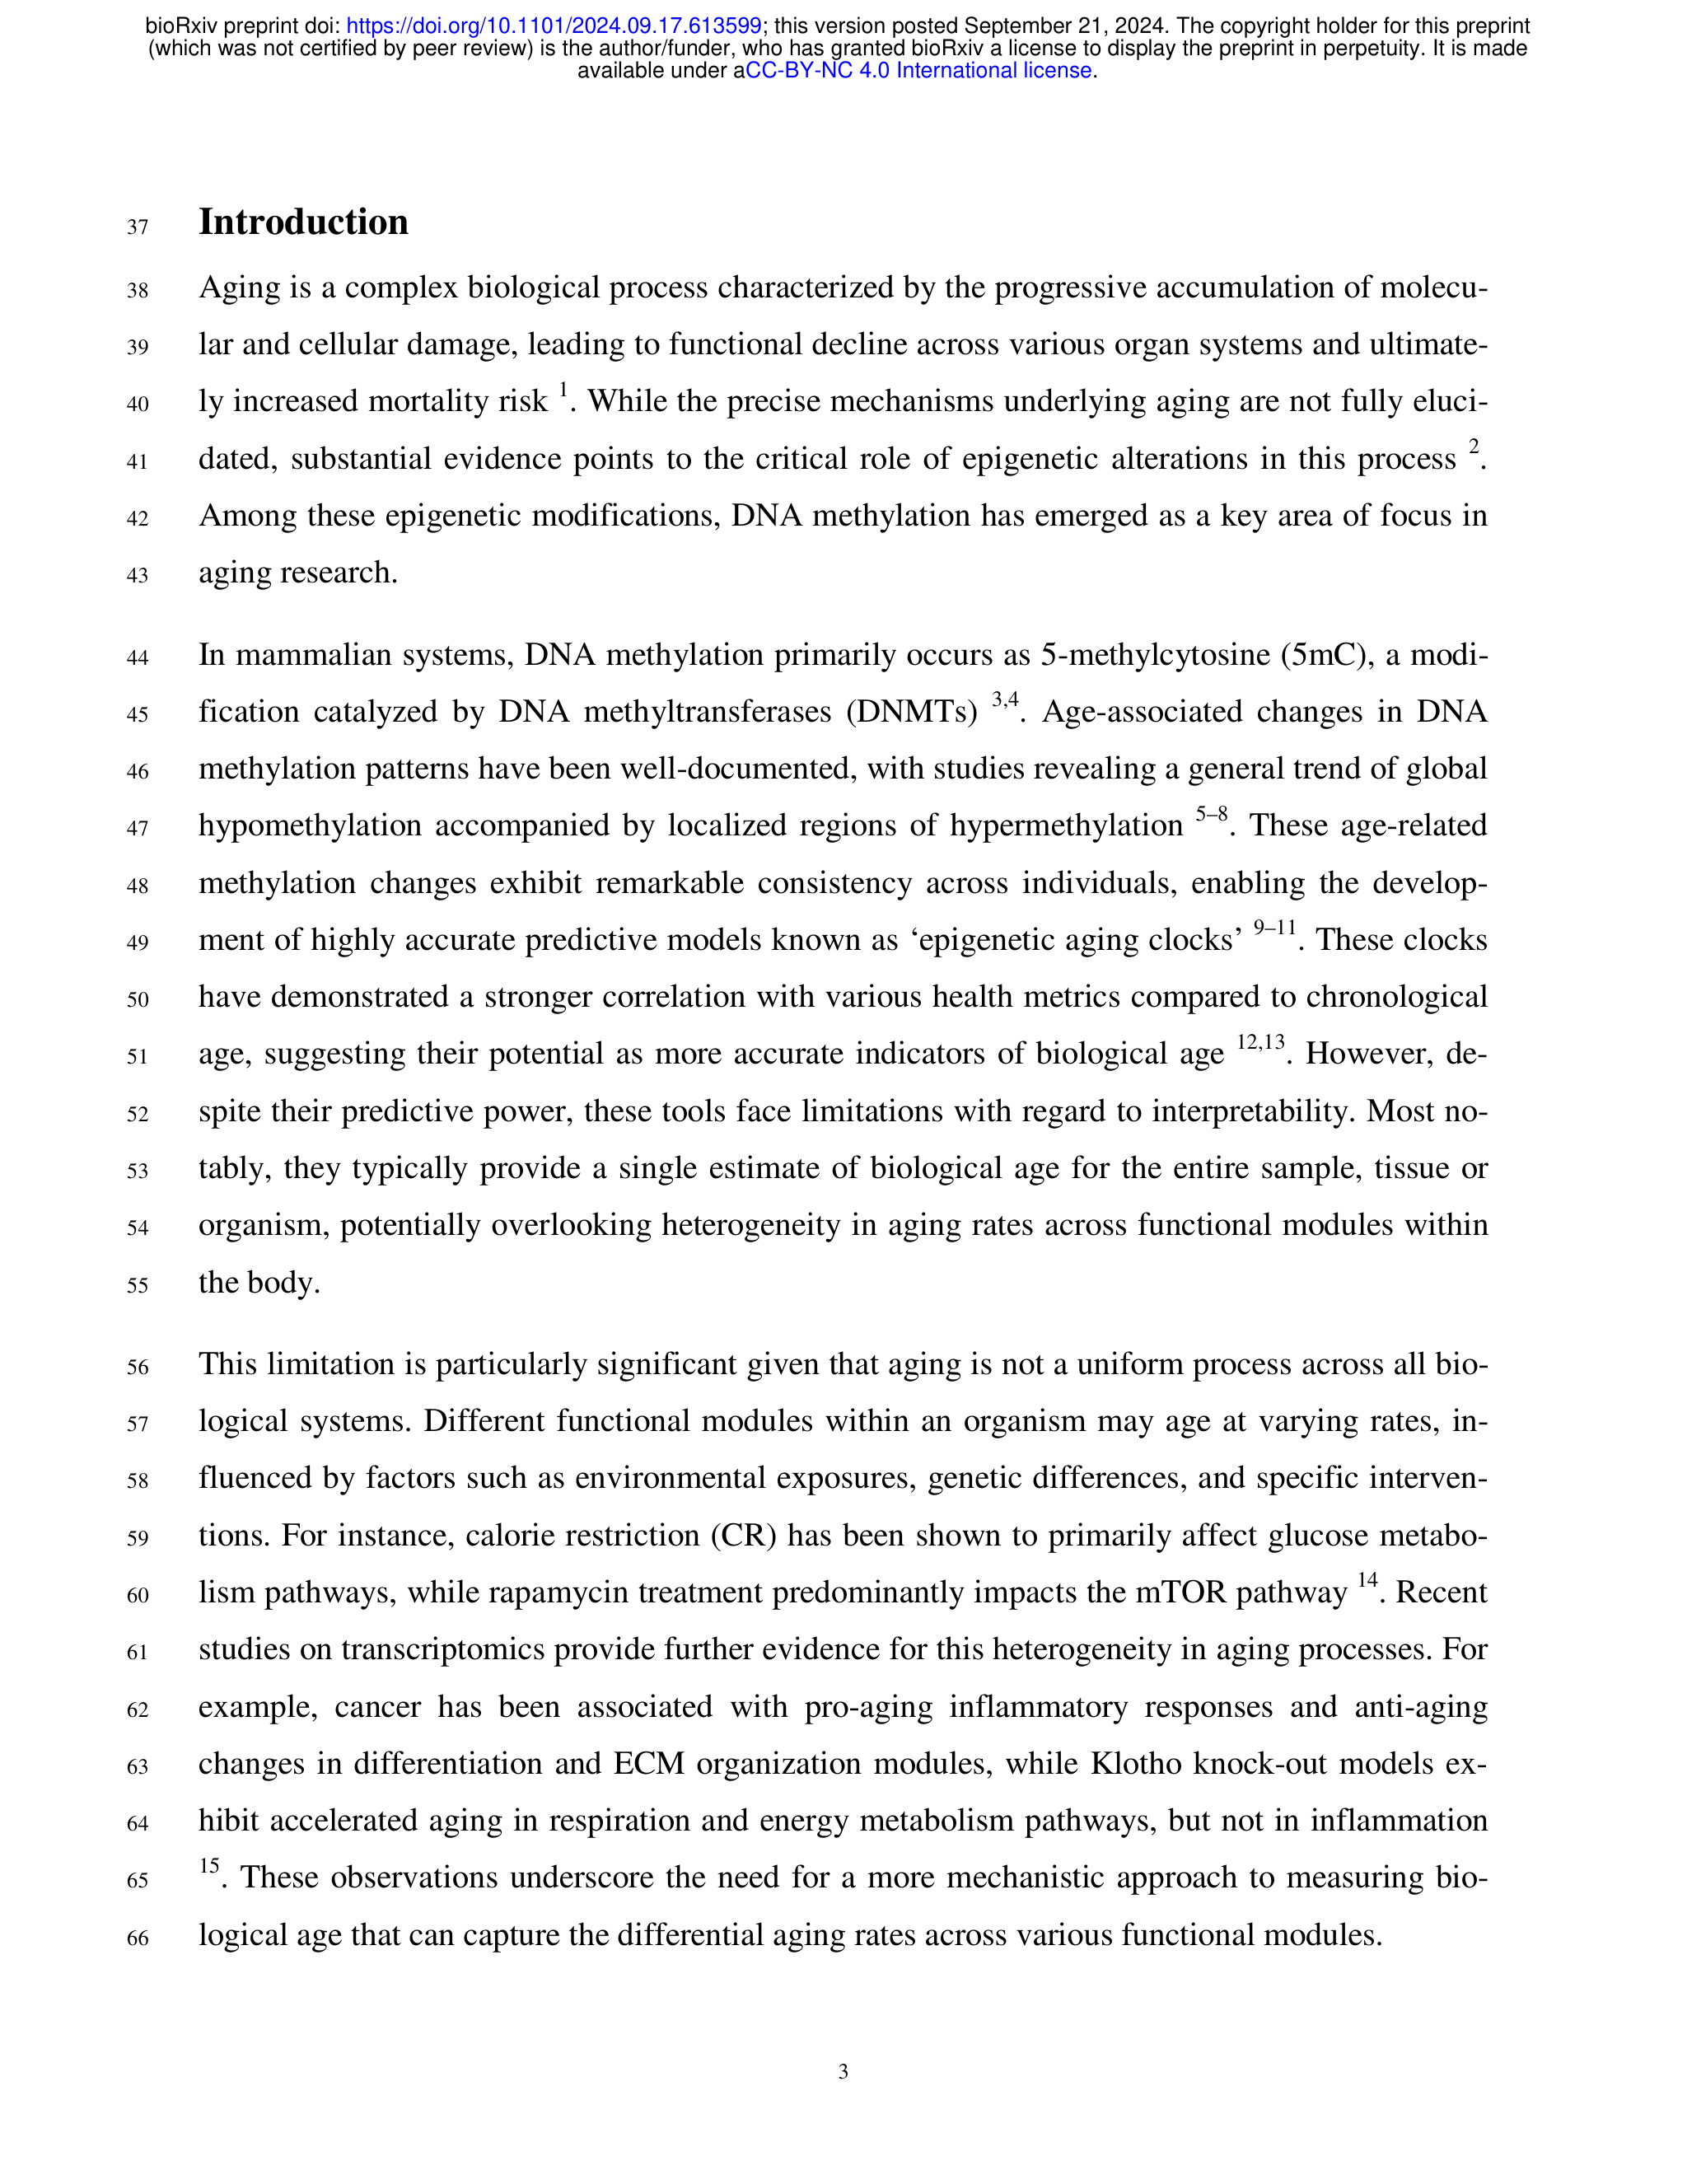 bioRxiv preprint doi: https://doi.org/10.1101/2024.09.17.613599; this version posted September 21, 2024. The copyright holder for this preprint
(which was not certified by peer review) is the author/funder, who has granted bioRxiv a license to display the preprint in perpetuity. It is made
available under aCC-BY-NC 4.0 International license.
37 Introduction
38 Aging is a complex biological process characterized by the progressive accumulation of molecu-
39 lar and cellular damage, leading to functional decline across various organ systems and ultimate-
40 ly increased mortality risk 1. While the precise mechanisms underlying aging are not fully eluci-
41 dated, substantial evidence points to the critical role of epigenetic alterations in this process 2.
42 Among these epigenetic modifications, DNA methylation has emerged as a key area of focus in
43 aging research.
44 In mammalian systems, DNA methylation primarily occurs as 5-methylcytosine (5mC), a modi-
45 fication catalyzed by DNA methyltransferases (DNMTs) 3,4. Age-associated changes in DNA
46 methylation patterns have been well-documented, with studies revealing a general trend of global
47 hypomethylation accompanied by localized regions of hypermethylation 5–8. These age-related
48 methylation changes exhibit remarkable consistency across individuals, enabling the develop-
49 ment of highly accurate predictive models known as ‘epigenetic aging clocks’ 9–11. These clocks
50 have demonstrated a stronger correlation with various health metrics compared to chronological
51 age, suggesting their potential as more accurate indicators of biological age 12,13. However, de-
52 spite their predictive power, these tools face limitations with regard to interpretability. Most no-
53 tably, they typically provide a single estimate of biological age for the entire sample, tissue or
54 organism, potentially overlooking heterogeneity in aging rates across functional modules within
55 the body.
56 This limitation is particularly significant given that aging is not a uniform process across all bio-
57 logical systems. Different functional modules within an organism may age at varying rates, in-
58 fluenced by factors such as environmental exposures, genetic differences, and specific interven-
59 tions. For instance, calorie restriction (CR) has been shown to primarily affect glucose metabo-
60 lism pathways, while rapamycin treatment predominantly impacts the mTOR pathway 14. Recent
61 studies on transcriptomics provide further evidence for this heterogeneity in aging processes. For
62 example, cancer has been associated with pro-aging inflammatory responses and anti-aging
63 changes in differentiation and ECM organization modules, while Klotho knock-out models ex-
64 hibit accelerated aging in respiration and energy metabolism pathways, but not in inflammation
65 15. These observations underscore the need for a more mechanistic approach to measuring bio-
66 logical age that can capture the differential aging rates across various functional modules.
3